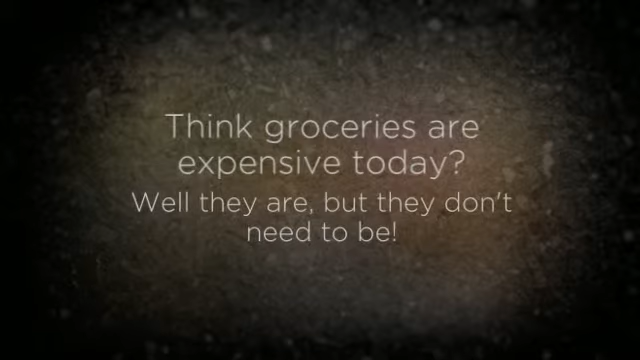 Think groceries are
expensive today?
Well they are, but they don't
need to be!